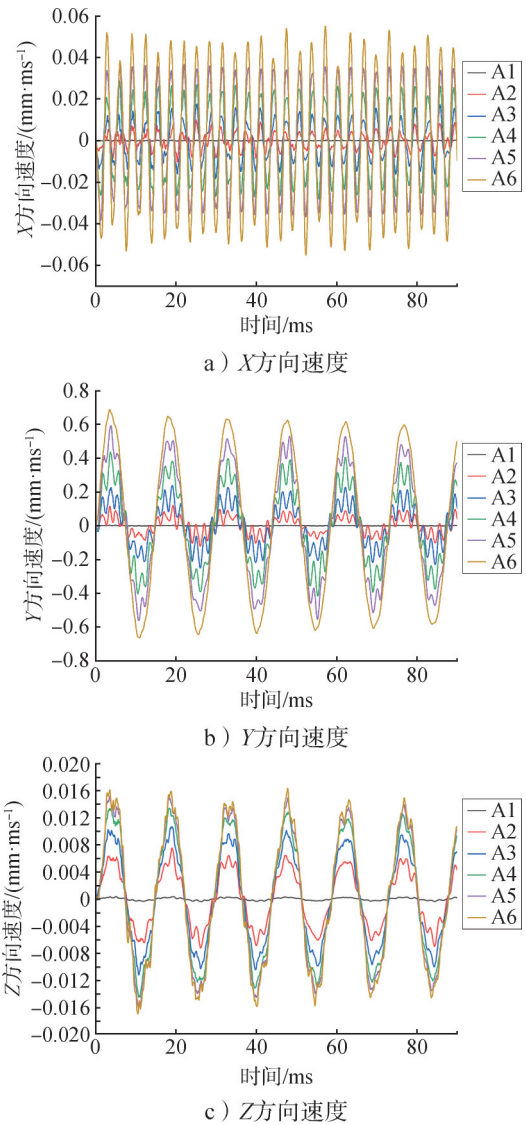 0.06
0.04
0.02
0
−0.02
−0.04
−0.06
X方向速度/(mm·ms⁻¹)
0 20 40 60 80
时间/ms
A1
A2
A3
A4
A5
A6
a）X方向速度
0.8
0.6
0.4
0.2
0
−0.2
−0.4
−0.6
−0.8
Y方向速度/(mm·ms⁻¹)
0 20 40 60 80
时间/ms
A1
A2
A3
A4
A5
A6
b）Y方向速度
0.020
0.016
0.012
0.008
0.004
0
−0.004
−0.008
−0.012
−0.016
−0.020
Z方向速度/(mm·ms⁻¹)
0 20 40 60 80
时间/ms
A1
A2
A3
A4
A5
A6
c）Z方向速度